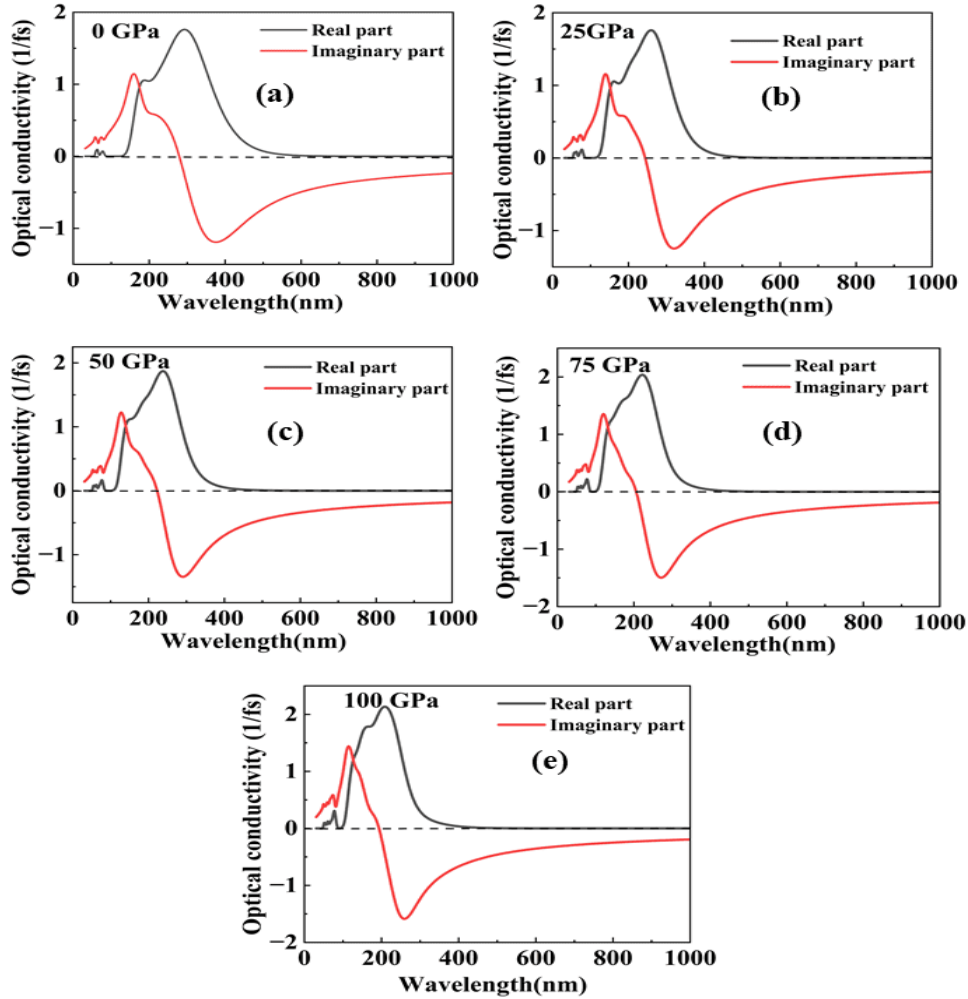 0 GPa
Real part
Imaginary part
(a)
Optical conductivity (1/fs)
2
1
0
−1
0 200 400 600 800 1000
Wavelength(nm)
25GPa
Real part
Imaginary part
(b)
Optical conductivity (1/fs)
2
1
0
−1
0 200 400 600 800 1000
Wavelength(nm)
50 GPa
Real part
Imaginary part
(c)
Optical conductivity (1/fs)
2
1
0
−1
0 200 400 600 800 1000
Wavelength(nm)
75 GPa
Real part
Imaginary part
(d)
Optical conductivity (1/fs)
2
1
0
−1
−2
0 200 400 600 800 1000
Wavelength(nm)
100 GPa
Real part
Imaginary part
(e)
Optical conductivity (1/fs)
2
1
0
−1
−2
0 200 400 600 800 1000
Wavelength(nm)